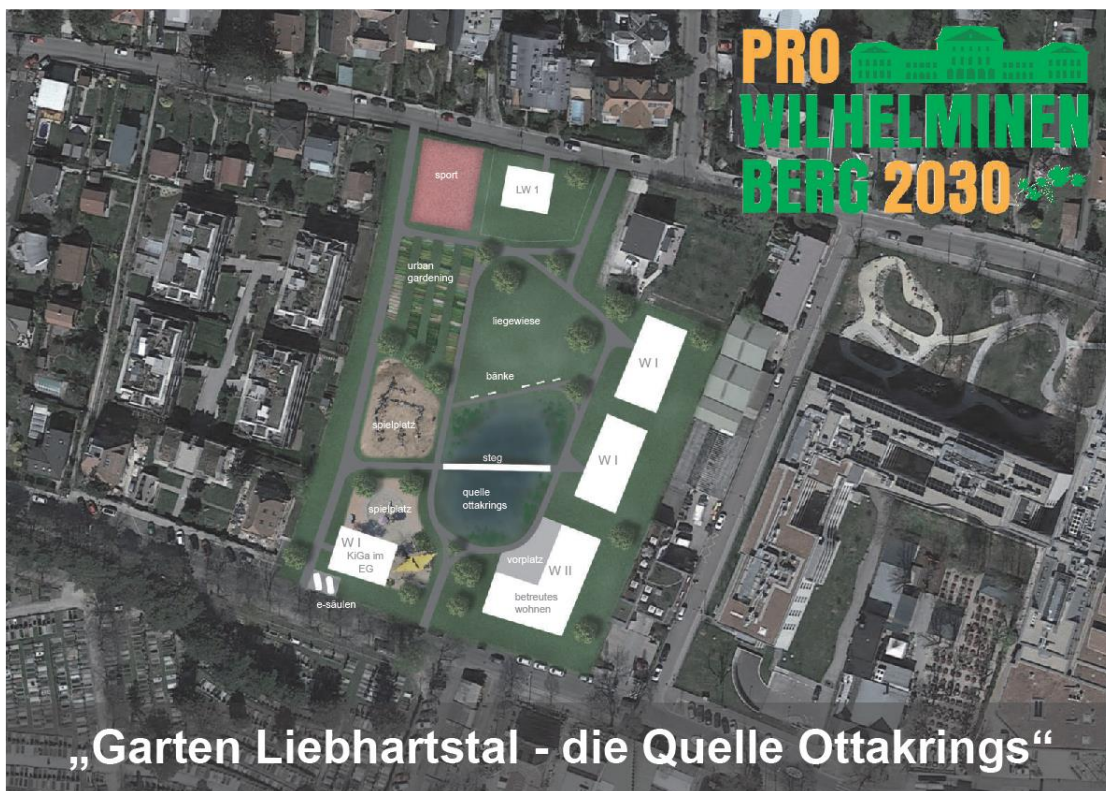 PRO
WILHELMINEN
BERG 2030
sport
LW 1
urban
gardening
liegewiese
W I
bänke
spielplatz
steg
W I
quelle
ottakrings
spielplatz
W I
KiGa im
EG
vorplatz
W II
betreutes
wohnen
e-säulen
„Garten Liebhartstal - die Quelle Ottakrings“